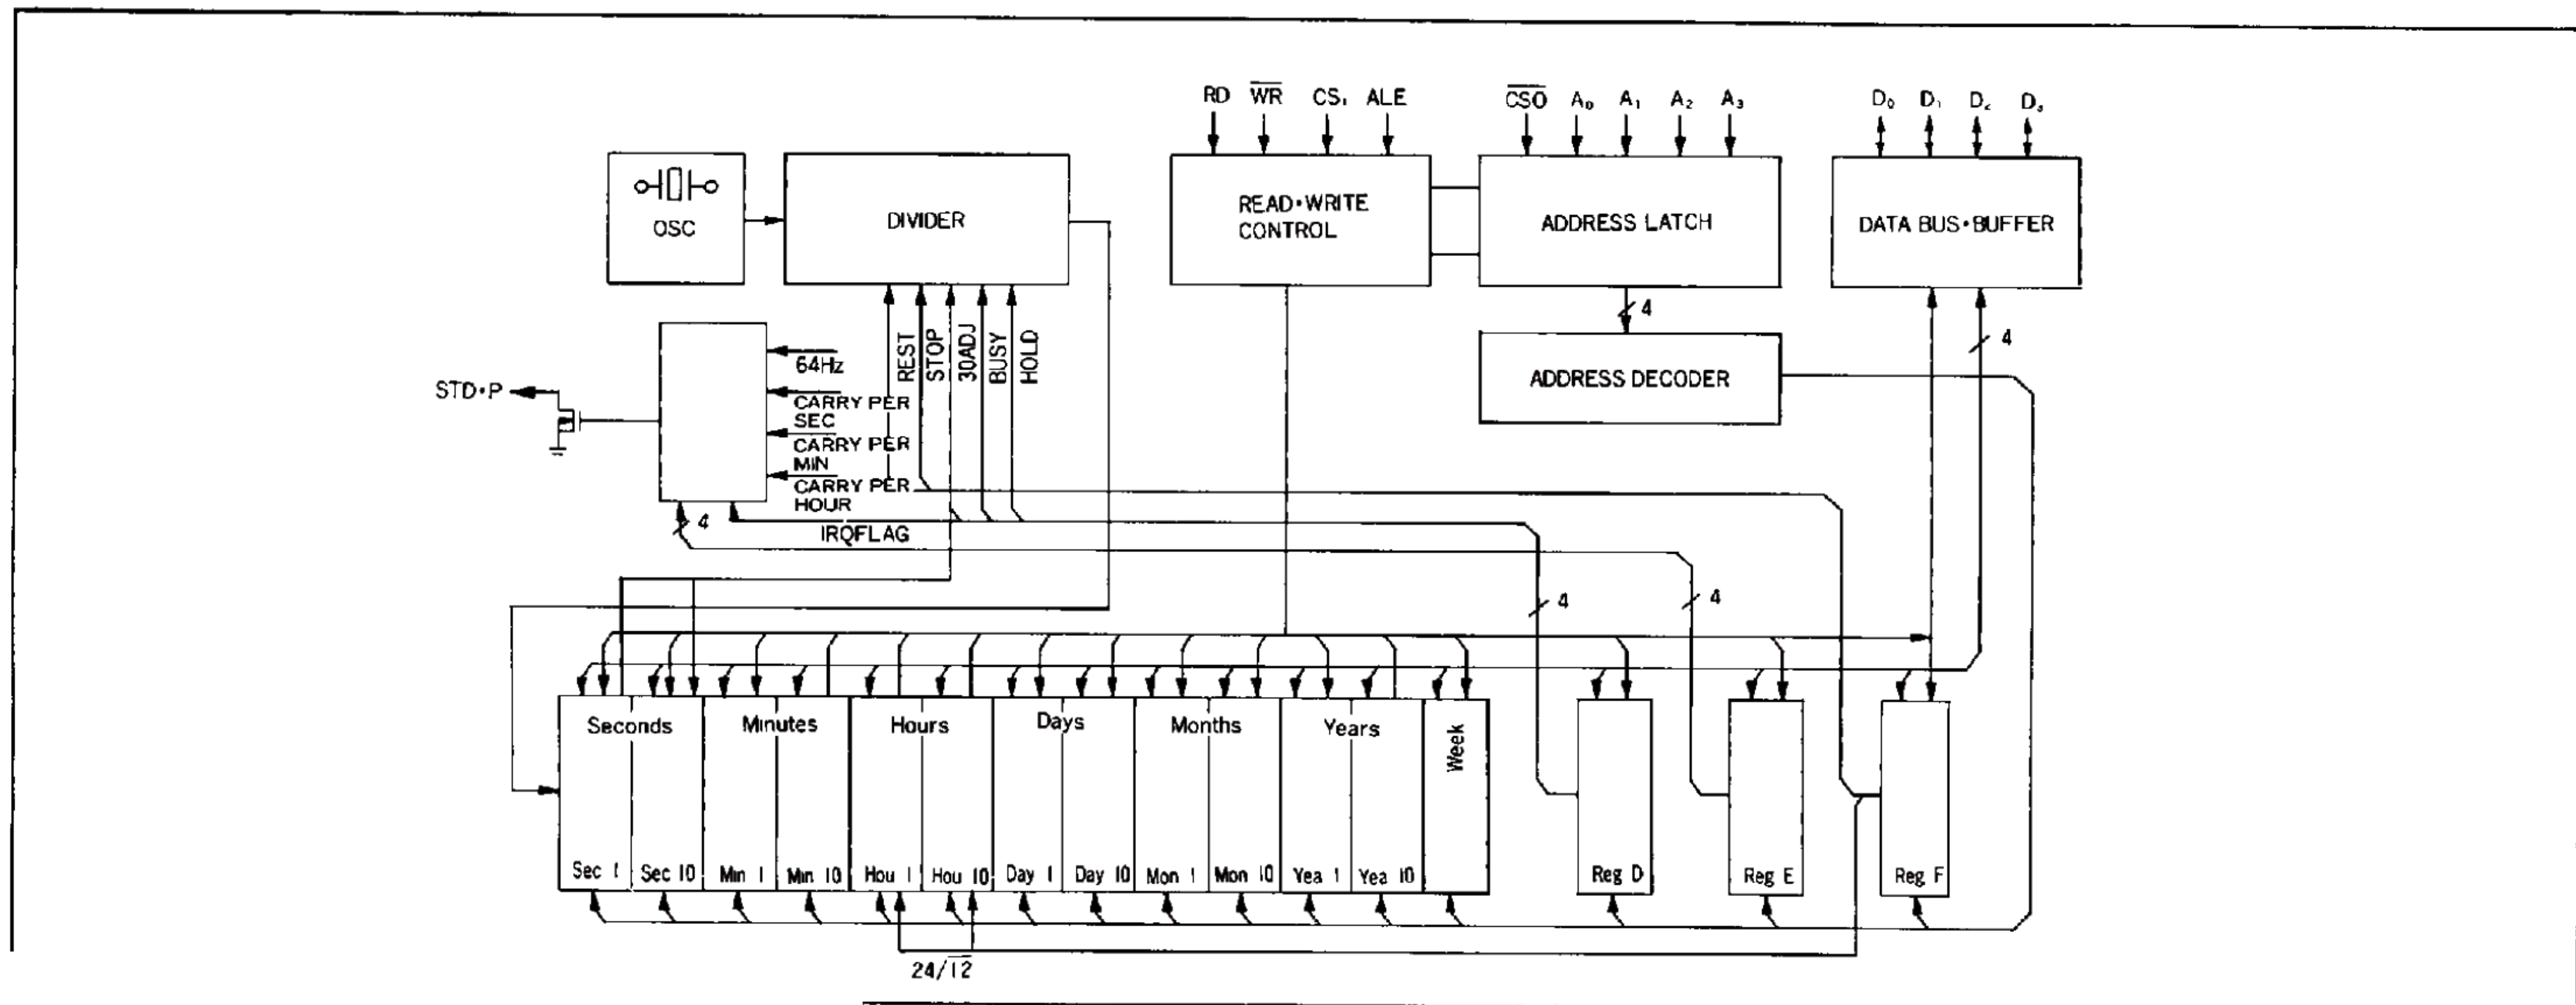 RD W̅R̅ CS₁ ALE
C̅S̅0̅ A₀ A₁ A₂ A₃
D₀ D₁ D₂ D₃
OSC
DIVIDER
READ•WRITE
CONTROL
ADDRESS LATCH
DATA BUS•BUFFER
4
4
ADDRESS DECODER
REST
STOP
30ADJ
BUSY
HOLD
STD•P
64Hz
CARRY PER
SEC
CARRY PER
MIN
CARRY PER
HOUR
4
IRQFLAG
4
4
Seconds
Minutes
Hours
Days
Months
Years
Week
Sec 1
Sec 10
Min 1
Min 10
Hou 1
Hou 10
Day 1
Day 10
Mon 1
Mon 10
Yea 1
Yea 10
Reg D
Reg E
Reg F
24/1̅2̅